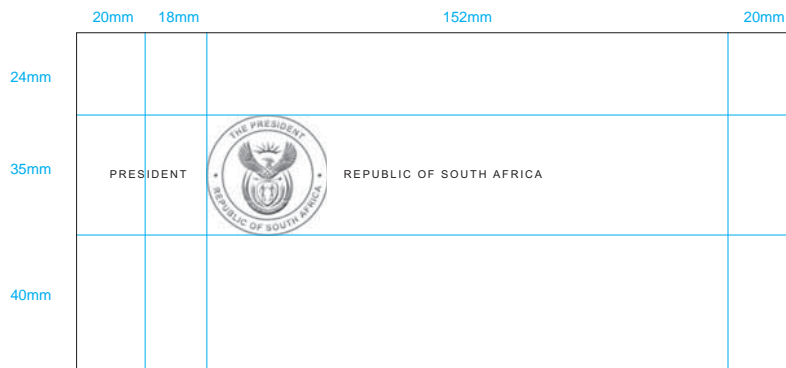 20mm 18mm 152mm 20mm
24mm
THE PRESIDENT
35mm
PRESIDENT
REPUBLIC OF SOUTH AFRICA
REPUBLIC OF SOUTH AFRICA
40mm